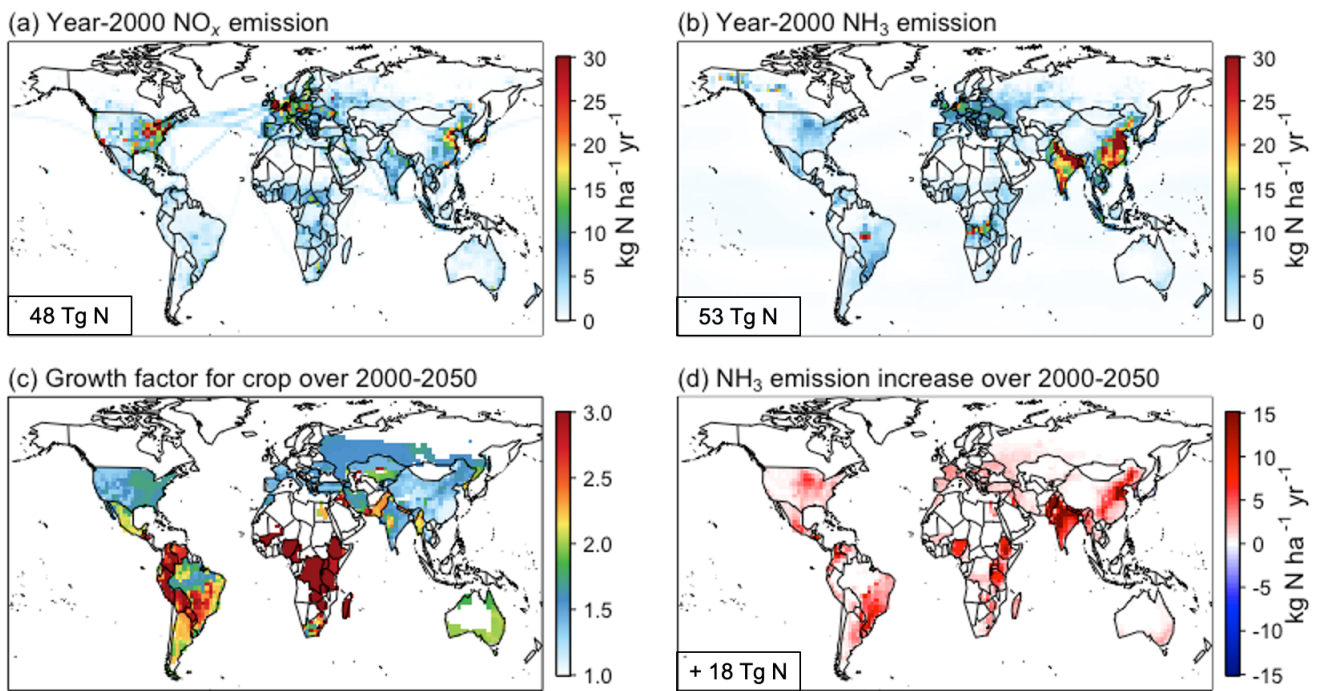 (a) Year-2000 NOₓ emission
30
25
20
15
10
5
0
kg N ha⁻¹ yr⁻¹
48 Tg N
(b) Year-2000 NH₃ emission
30
25
20
15
10
5
0
kg N ha⁻¹ yr⁻¹
53 Tg N
(c) Growth factor for crop over 2000-2050
3.0
2.5
2.0
1.5
1.0
(d) NH₃ emission increase over 2000-2050
15
10
5
0
-5
-10
-15
kg N ha⁻¹ yr⁻¹
+ 18 Tg N